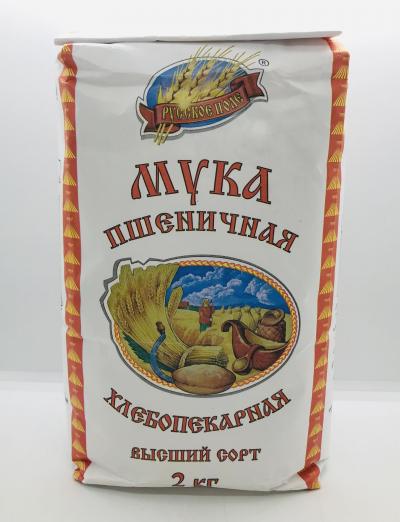 РУССКОЕ ПОЛЕ ®
МУКА
ПШЕНИЧНАЯ
ХЛЕБОПЕКАРНАЯ
ВЫСШИЙ СОРТ
2 КГ